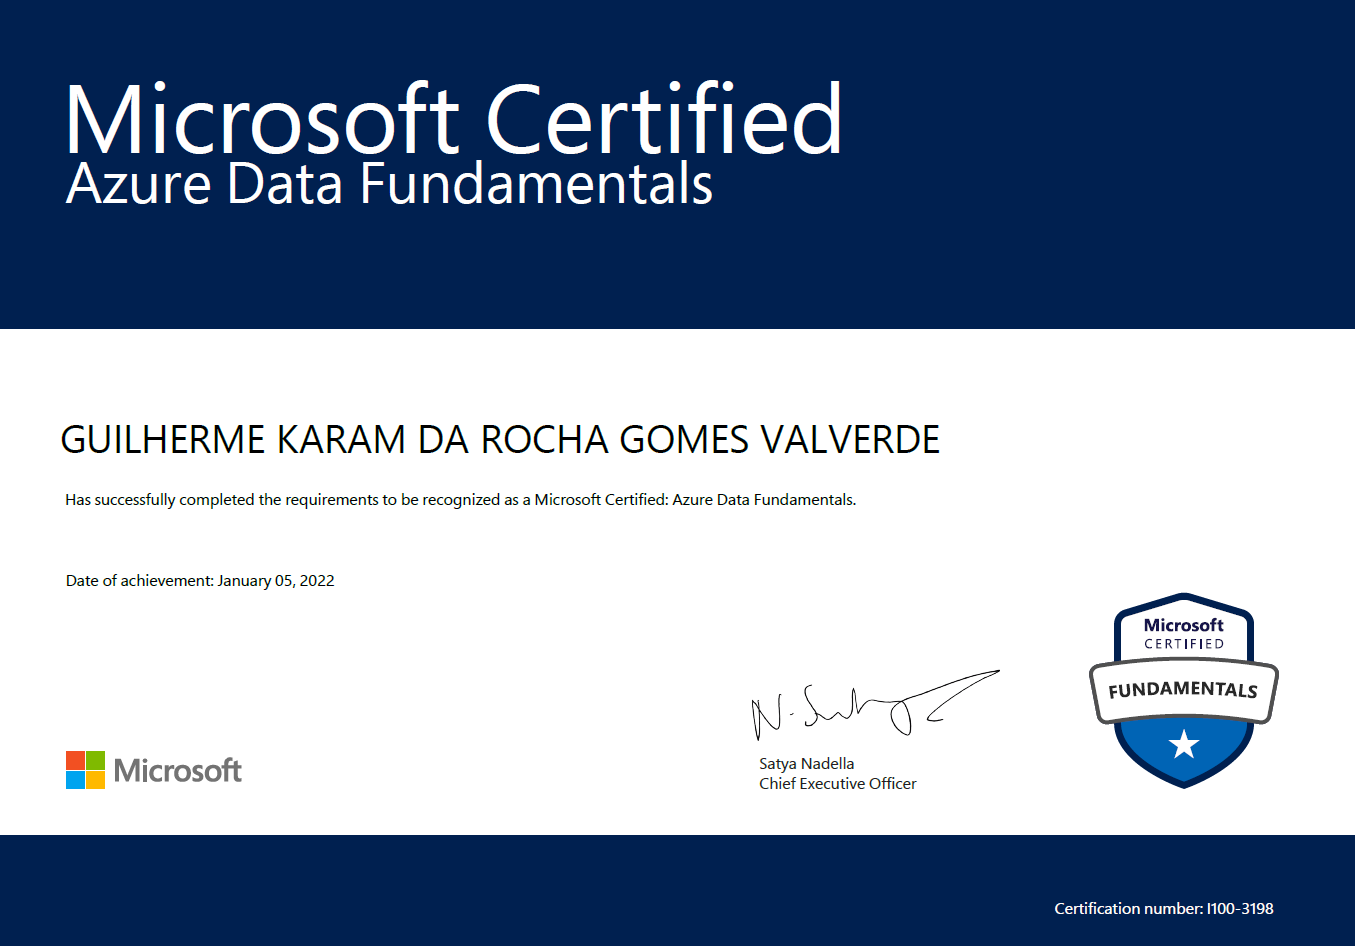 Microsoft Certified
Azure Data Fundamentals
GUILHERME KARAM DA ROCHA GOMES VALVERDE
Has successfully completed the requirements to be recognized as a Microsoft Certified: Azure Data Fundamentals.
Date of achievement: January 05, 2022
Microsoft
CERTIFIED
FUNDAMENTALS
N. Satya
Satya Nadella
Chief Executive Officer
Microsoft
Certification number: I100-3198